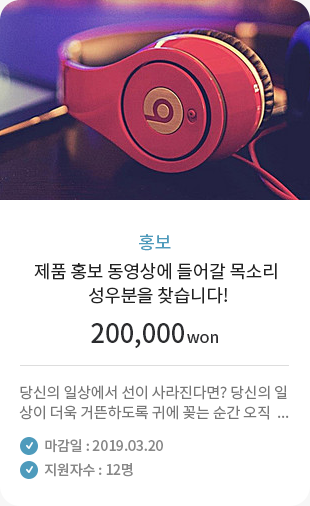 홍보
제품 홍보 동영상에 들어갈 목소리
성우분을 찾습니다!
200,000won
당신의 일상에서 선이 사라진다면? 당신의 일
상이 더욱 거뜬하도록 귀에 꽂는 순간 오직 ...
마감일 : 2019.03.20
지원자수 : 12명